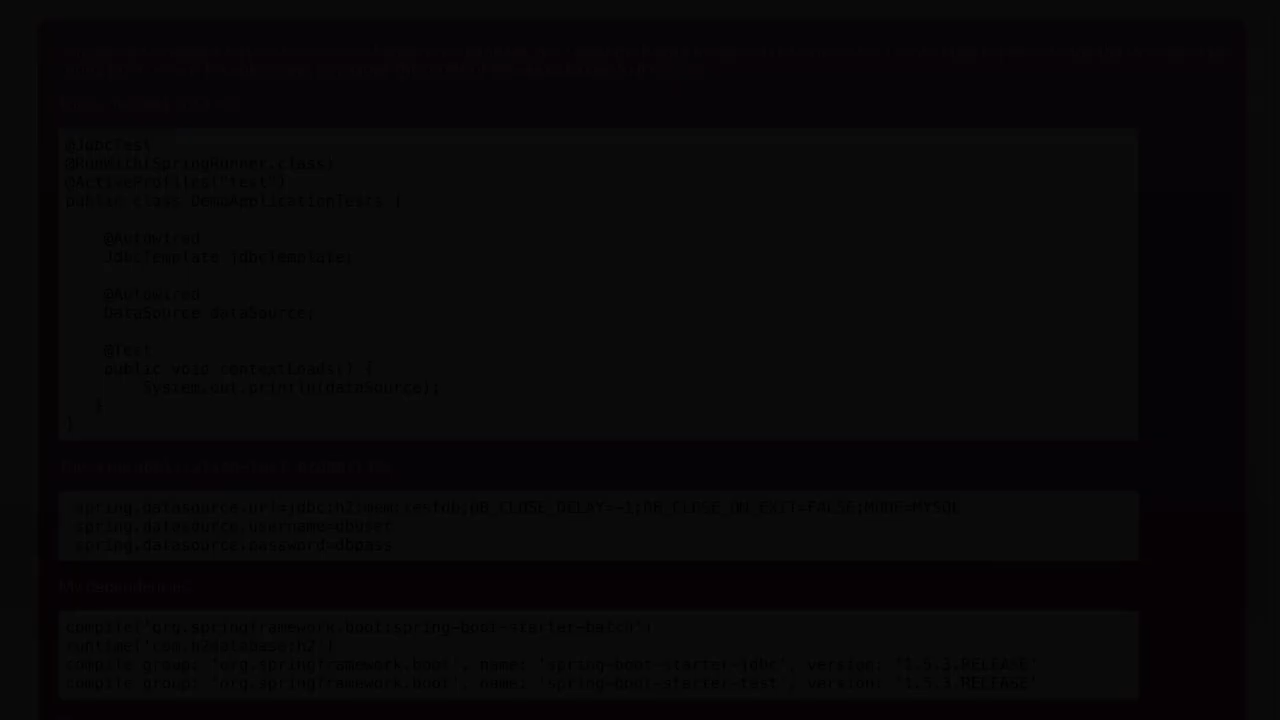 @JdbcTest
@RunWith(SpringRunner.class)
@ActiveProfiles("test")
public class DemoApplicationTests {
@Autowired
JdbcTemplate jdbcTemplate;
@Autowired
DataSource dataSource;
@Test
public void contextLoads() {
System.out.println(dataSource);
}
}
spring.datasource.url=jdbc:h2:mem:testdb;DB_CLOSE_DELAY=-1;DB_CLOSE_ON_EXIT=FALSE;MODE=MYSQL
spring.datasource.username=dbuser
spring.datasource.password=dbpass
My dependencies:
compile('org.springframework.boot:spring-boot-starter-batch')
runtime('com.h2database:h2')
compile group: 'org.springframework.boot', name: 'spring-boot-starter-jdbc', version: '1.5.3.RELEASE'
compile group: 'org.springframework.boot', name: 'spring-boot-starter-test', version: '1.5.3.RELEASE'